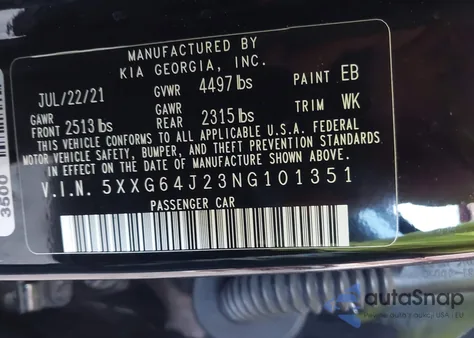 MANUFACTURED BY
KIA GEORGIA, INC.
JUL/22/21 GVWR 4497 lbs PAINT EB
GAWR GAWR
FRONT 2513 lbs REAR 2315 lbs TRIM WK
THIS VEHICLE CONFORMS TO ALL APPLICABLE U.S.A. FEDERAL
MOTOR VEHICLE SAFETY, BUMPER, AND THEFT PREVENTION STANDARDS
IN EFFECT ON THE DATE OF MANUFACTURE SHOWN ABOVE.
V.I.N. 5XXG64J23NG101351
PASSENGER CAR
3500
autoSnap